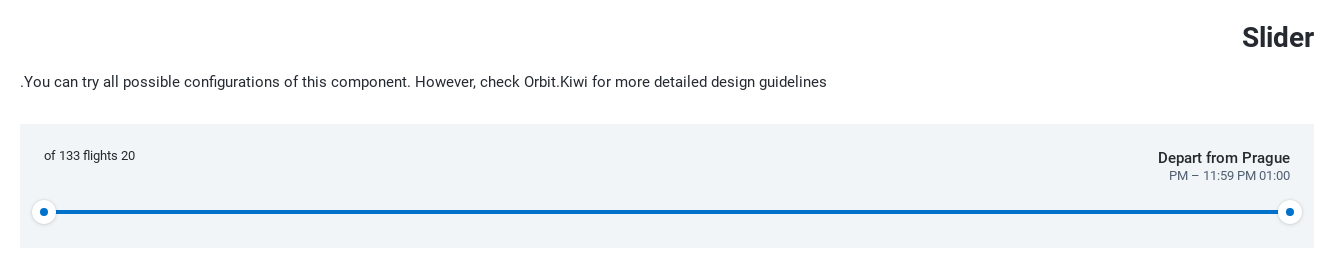 Slider
.You can try all possible configurations of this component. However, check Orbit.Kiwi for more detailed design guidelines
Depart from Prague
PM – 11:59 PM 01:00
of 133 flights 20